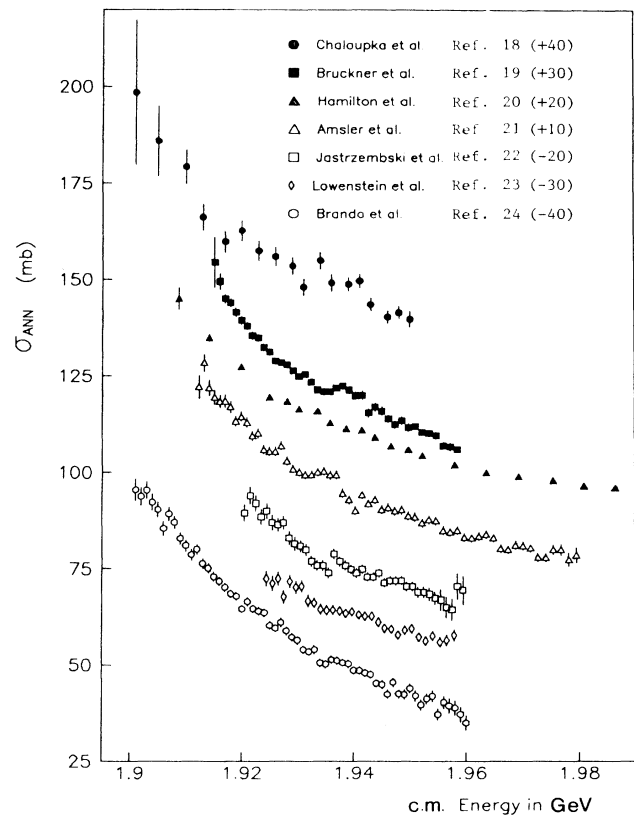 Chaloupka et al Ref. 18 (+40)
Bruckner et al. Ref. 19 (+30)
Hamilton et al. Ref. 20 (+20)
Amsler et al. Ref 21 (+10)
Jastrzembski et al. Ref. 22 (-20)
Lowenstein et al. Ref. 23 (-30)
Brando et al. Ref. 24 (-40)
σANN (mb)
200
175
150
125
100
75
50
25
1.9 1.92 1.94 1.96 1.98
c.m. Energy in GeV